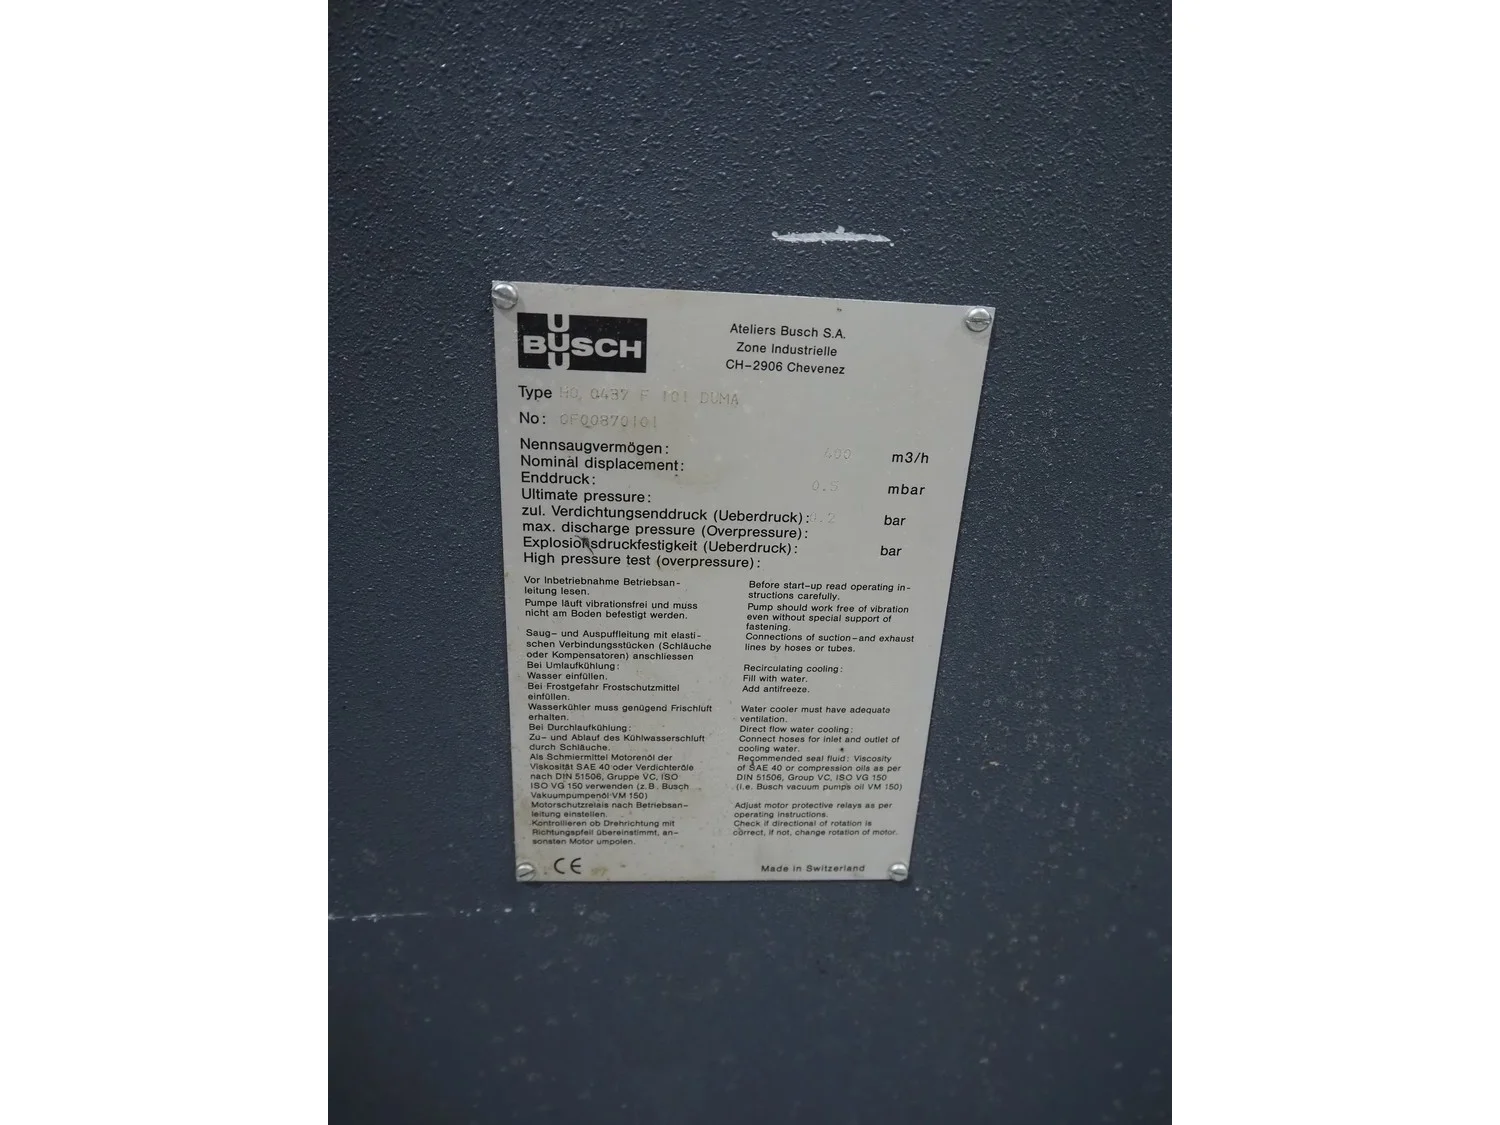 BUSCH
Ateliers Busch S.A.
Zone Industrielle
CH-2906 Chevenez
Type HO 0437 F 101 DUMA
No:
Nennsaugvermögen:
Nominal displacement:
400 m3/h
Enddruck:
Ultimate pressure:
0.5 mbar
zul. Verdichtungsenddruck (Ueberdruck):
max. discharge pressure (Overpressure):
0.2 bar
Explosionsdruckfestigkeit (Ueberdruck):
High pressure test (overpressure):
bar
Vor Inbetriebnahme Betriebsan-
leitung lesen.
Pumpe läuft vibrationsfrei und muss
nicht am Boden befestigt werden.
Saug- und Auspuffleitung mit elasti-
schen Verbindungsstücken (Schläuche
oder Kompensatoren) anschliessen
Bei Umlaufkühlung:
Wasser einfüllen.
Bei Frostgefahr Frostschutzmittel
einfüllen.
Wasserkühler muss genügend Frischluft
erhalten.
Bei Durchlaufkühlung:
Zu- und Ablauf des Kühlwasserschluft
durch Schläuche.
Als Schmiermittel Motorenöl der
Viskosität SAE 40 oder Verdichteröle
nach DIN 51506, Gruppe VC, ISO
ISO VG 150 verwenden (z.B. Busch
Vakuumpumpenöl VM 150)
Motorschutzrelais nach Betriebsan-
leitung einstellen.
Kontrollieren ob Drehrichtung mit
Richtungspfeil übereinstimmt, an-
sonsten Motor umpolen.
Before start-up read operating in-
structions carefully.
Pump should work free of vibration
even without special support of
fastening.
Connections of suction-and exhaust
lines by hoses or tubes.
Recirculating cooling:
Fill with water.
Add antifreeze.
Water cooler must have adequate
ventilation.
Direct flow water cooling:
Connect hoses for inlet and outlet of
cooling water.
Recommended seal fluid: Viscosity
of SAE 40 or compression oils as per
DIN 51506, Group VC, ISO VG 150
(i.e. Busch vacuum pumps oil VM 150)
Adjust motor protective relays as per
operating instructions.
Check if directional of rotation is
correct, if not, change rotation of motor.
CE
Made in Switzerland